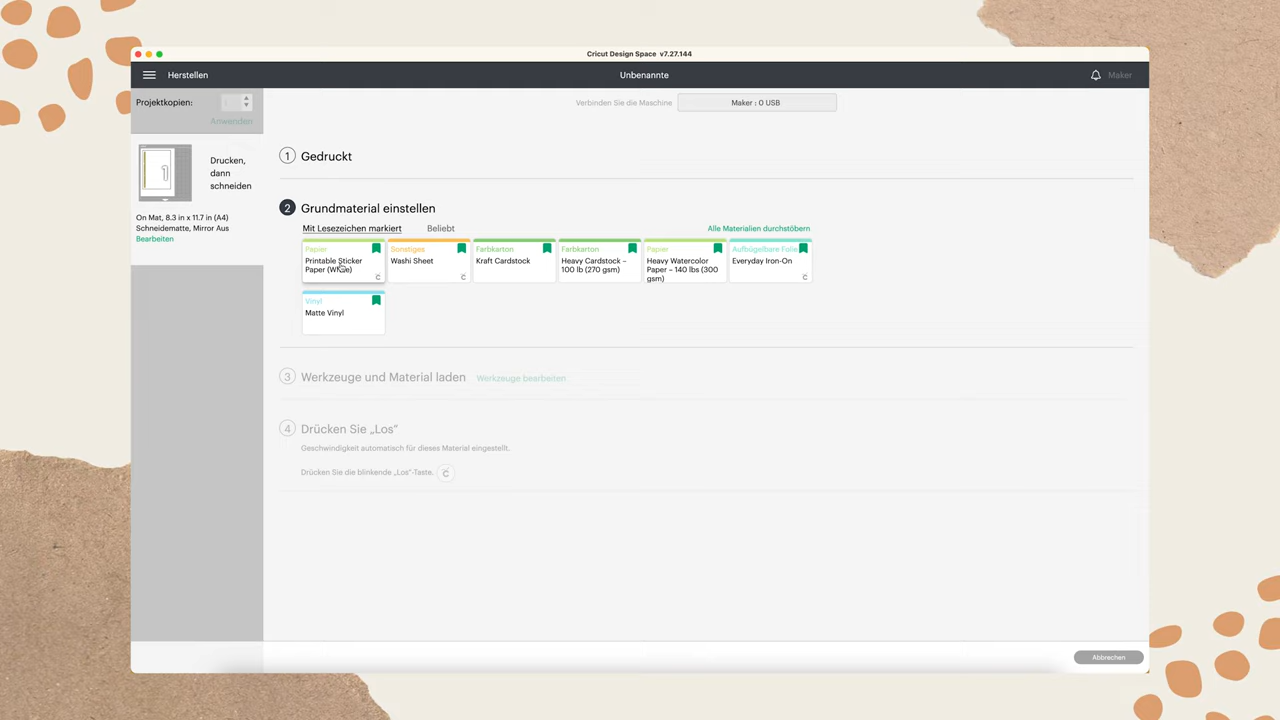 Cricut Design Space v7.27.144
Herstellen
Unbenannte
Maker
Projektkopien:
Anwenden
Verbinden Sie die Maschine
Maker : 0 USB
Drucken,
dann
schneiden
On Mat, 8.3 in x 11.7 in (A4)
Schneidematte, Mirror Aus
Bearbeiten
1 Gedruckt
2 Grundmaterial einstellen
Mit Lesezeichen markiert
Beliebt
Alle Materialien durchstöbern
Papier
Printable Sticker
Paper (White)
Sonstiges
Washi Sheet
Farbkarton
Kraft Cardstock
Farbkarton
Heavy Cardstock –
100 lb (270 gsm)
Papier
Heavy Watercolor
Paper – 140 lbs (300
gsm)
Aufbügelbare Folie
Everyday Iron-On
Vinyl
Matte Vinyl
3 Werkzeuge und Material laden
Werkzeuge bearbeiten
4 Drücken Sie „Los“
Geschwindigkeit automatisch für dieses Material eingestellt.
Drücken Sie die blinkende „Los“-Taste.
Abbrechen